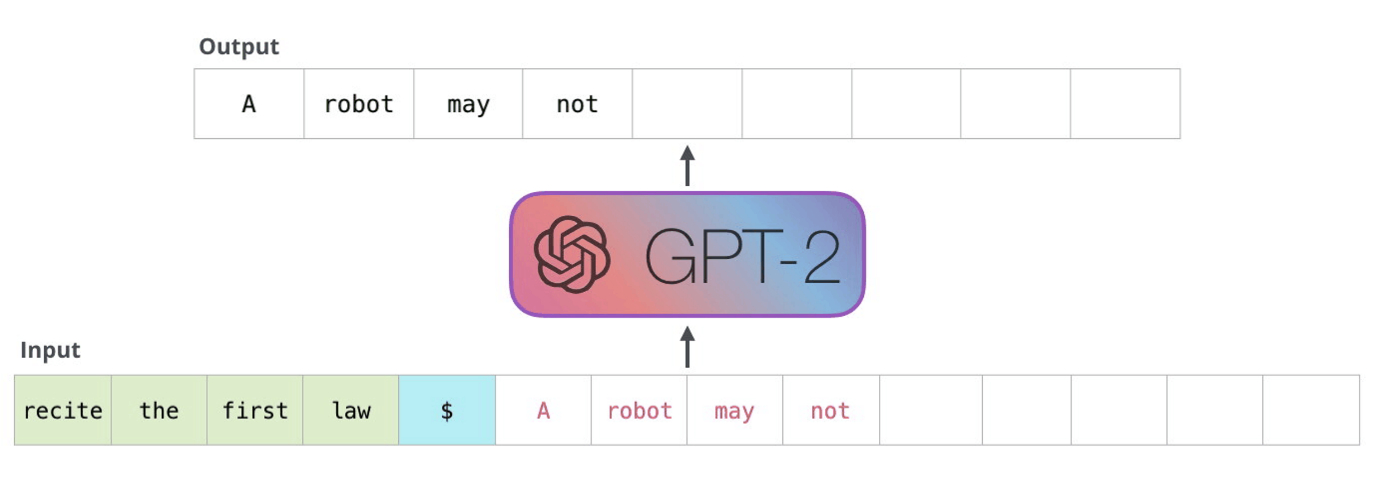 Output
A robot may not
GPT-2
Input
recite the first law $ A robot may not